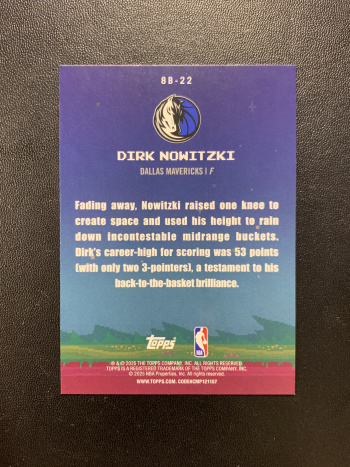 8B-22
DIRK NOWITZKI
DALLAS MAVERICKS | F
Fading away, Nowitzki raised one knee to
create space and used his height to rain
down incontestable midrange buckets.
Dirk's career-high for scoring was 53 points
(with only two 3-pointers), a testament to his
back-to-the-basket brilliance.
Topps
NBA
® & © 2025 THE TOPPS COMPANY, INC. ALL RIGHTS RESERVED.
TOPPS IS A REGISTERED TRADEMARK OF THE TOPPS COMPANY, INC.
© 2025 NBA Properties, Inc. All rights reserved.
WWW.TOPPS.COM. CODE#CMP121107